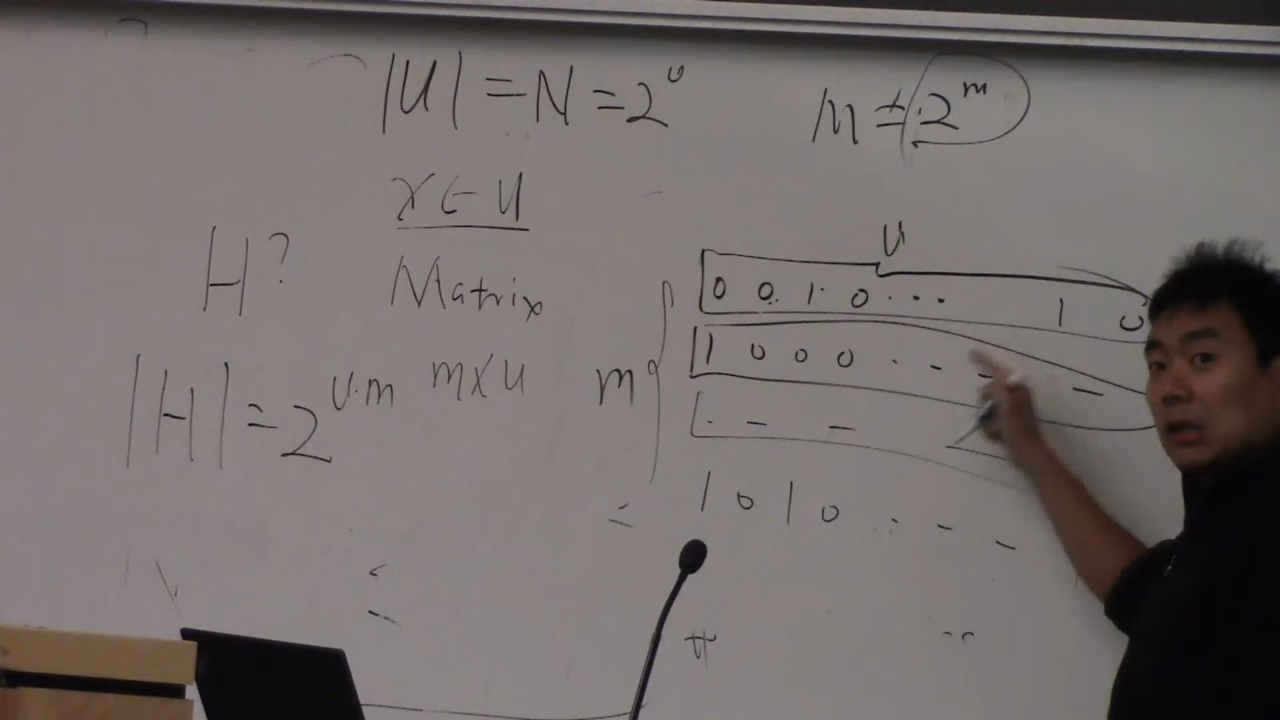 |U| = N = 2^u
M = 2^m
x ∈ U
H?
Matrix
m×u
|H| = 2^{u·m}
u
m
0 0 1 0 ... 1 0
1 0 0 0 . - - -
. - -
1 0 1 0 . . - -